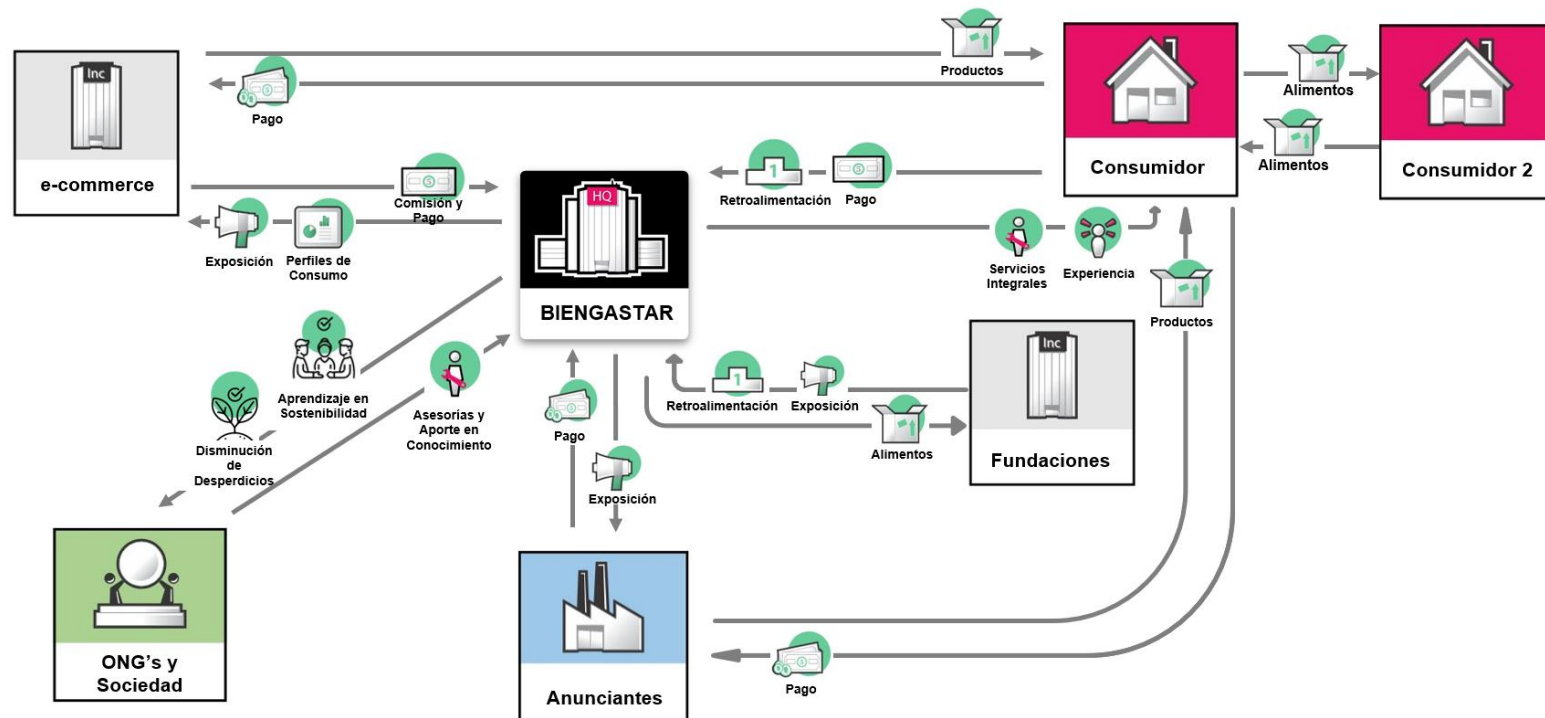 Inc
e-commerce
Productos
Pago
Consumidor
Alimentos
Alimentos
Consumidor 2
Comisión y
Pago
Exposición
Perfiles de
Consumo
HQ
BIENGASTAR
Retroalimentación
Pago
Servicios
Integrales
Experiencia
Productos
Aprendizaje en
Sostenibilidad
Disminución
de
Desperdicios
Asesorías y
Aporte en
Conocimiento
Pago
Exposición
1
Retroalimentación
Exposición
Alimentos
Inc
Fundaciones
ONG's y
Sociedad
Anunciantes
Pago
1